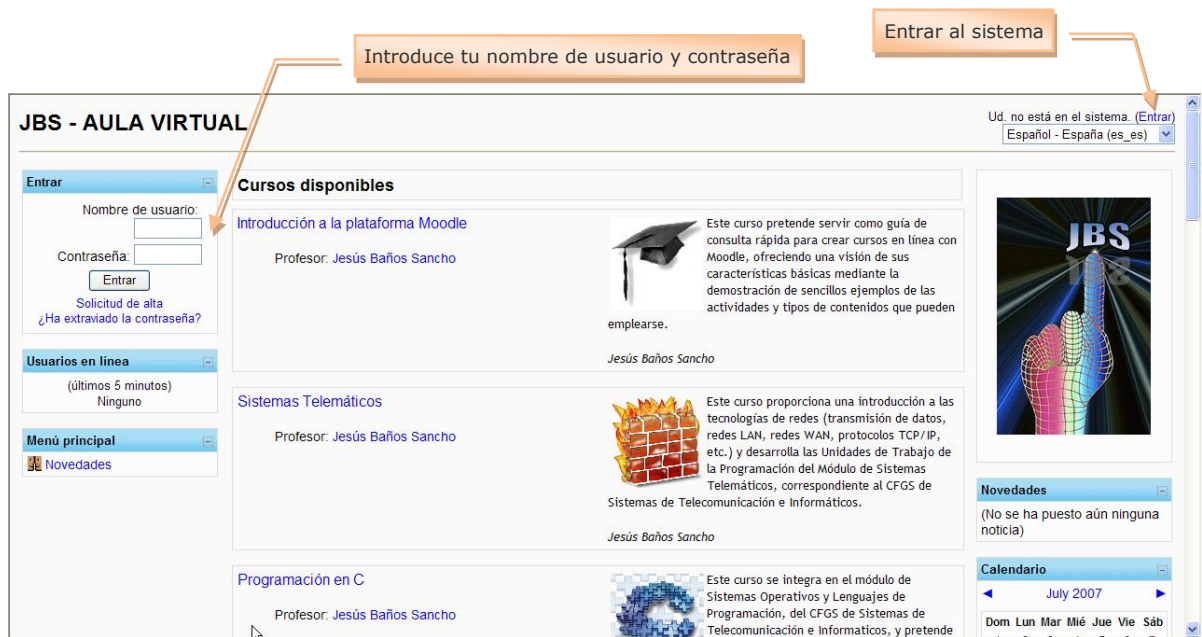 Entrar al sistema
Introduce tu nombre de usuario y contraseña
JBS - AULA VIRTUAL
Ud. no está en el sistema. (Entrar)
Español - España (es_es)
Entrar
Nombre de usuario:
Contraseña:
Entrar
Solicitud de alta
¿Ha extraviado la contraseña?
Usuarios en línea
(últimos 5 minutos)
Ninguno
Menú principal
Novedades
Cursos disponibles
Introducción a la plataforma Moodle
Profesor: Jesús Baños Sancho
Este curso pretende servir como guía de
consulta rápida para crear cursos en línea con
Moodle, ofreciendo una visión de sus
características básicas mediante la
demostración de sencillos ejemplos de las
actividades y tipos de contenidos que pueden
emplearse.
Jesús Baños Sancho
Sistemas Telemáticos
Profesor: Jesús Baños Sancho
Este curso proporciona una introducción a las
tecnologías de redes (transmisión de datos,
redes LAN, redes WAN, protocolos TCP/IP,
etc.) y desarrolla las Unidades de Trabajo de
la Programación del Módulo de Sistemas
Telemáticos, correspondiente al CFGS de
Sistemas de Telecomunicación e Informáticos.
Jesús Baños Sancho
Programación en C
Profesor: Jesús Baños Sancho
Este curso se integra en el módulo de
Sistemas Operativos y Lenguajes de
Programación, del CFGS de Sistemas de
Telecomunicación e Informaticos, y pretende
JBS
Novedades
(No se ha puesto aún ninguna
noticia)
Calendario
July 2007
Dom Lun Mar Mié Jue Vie Sáb